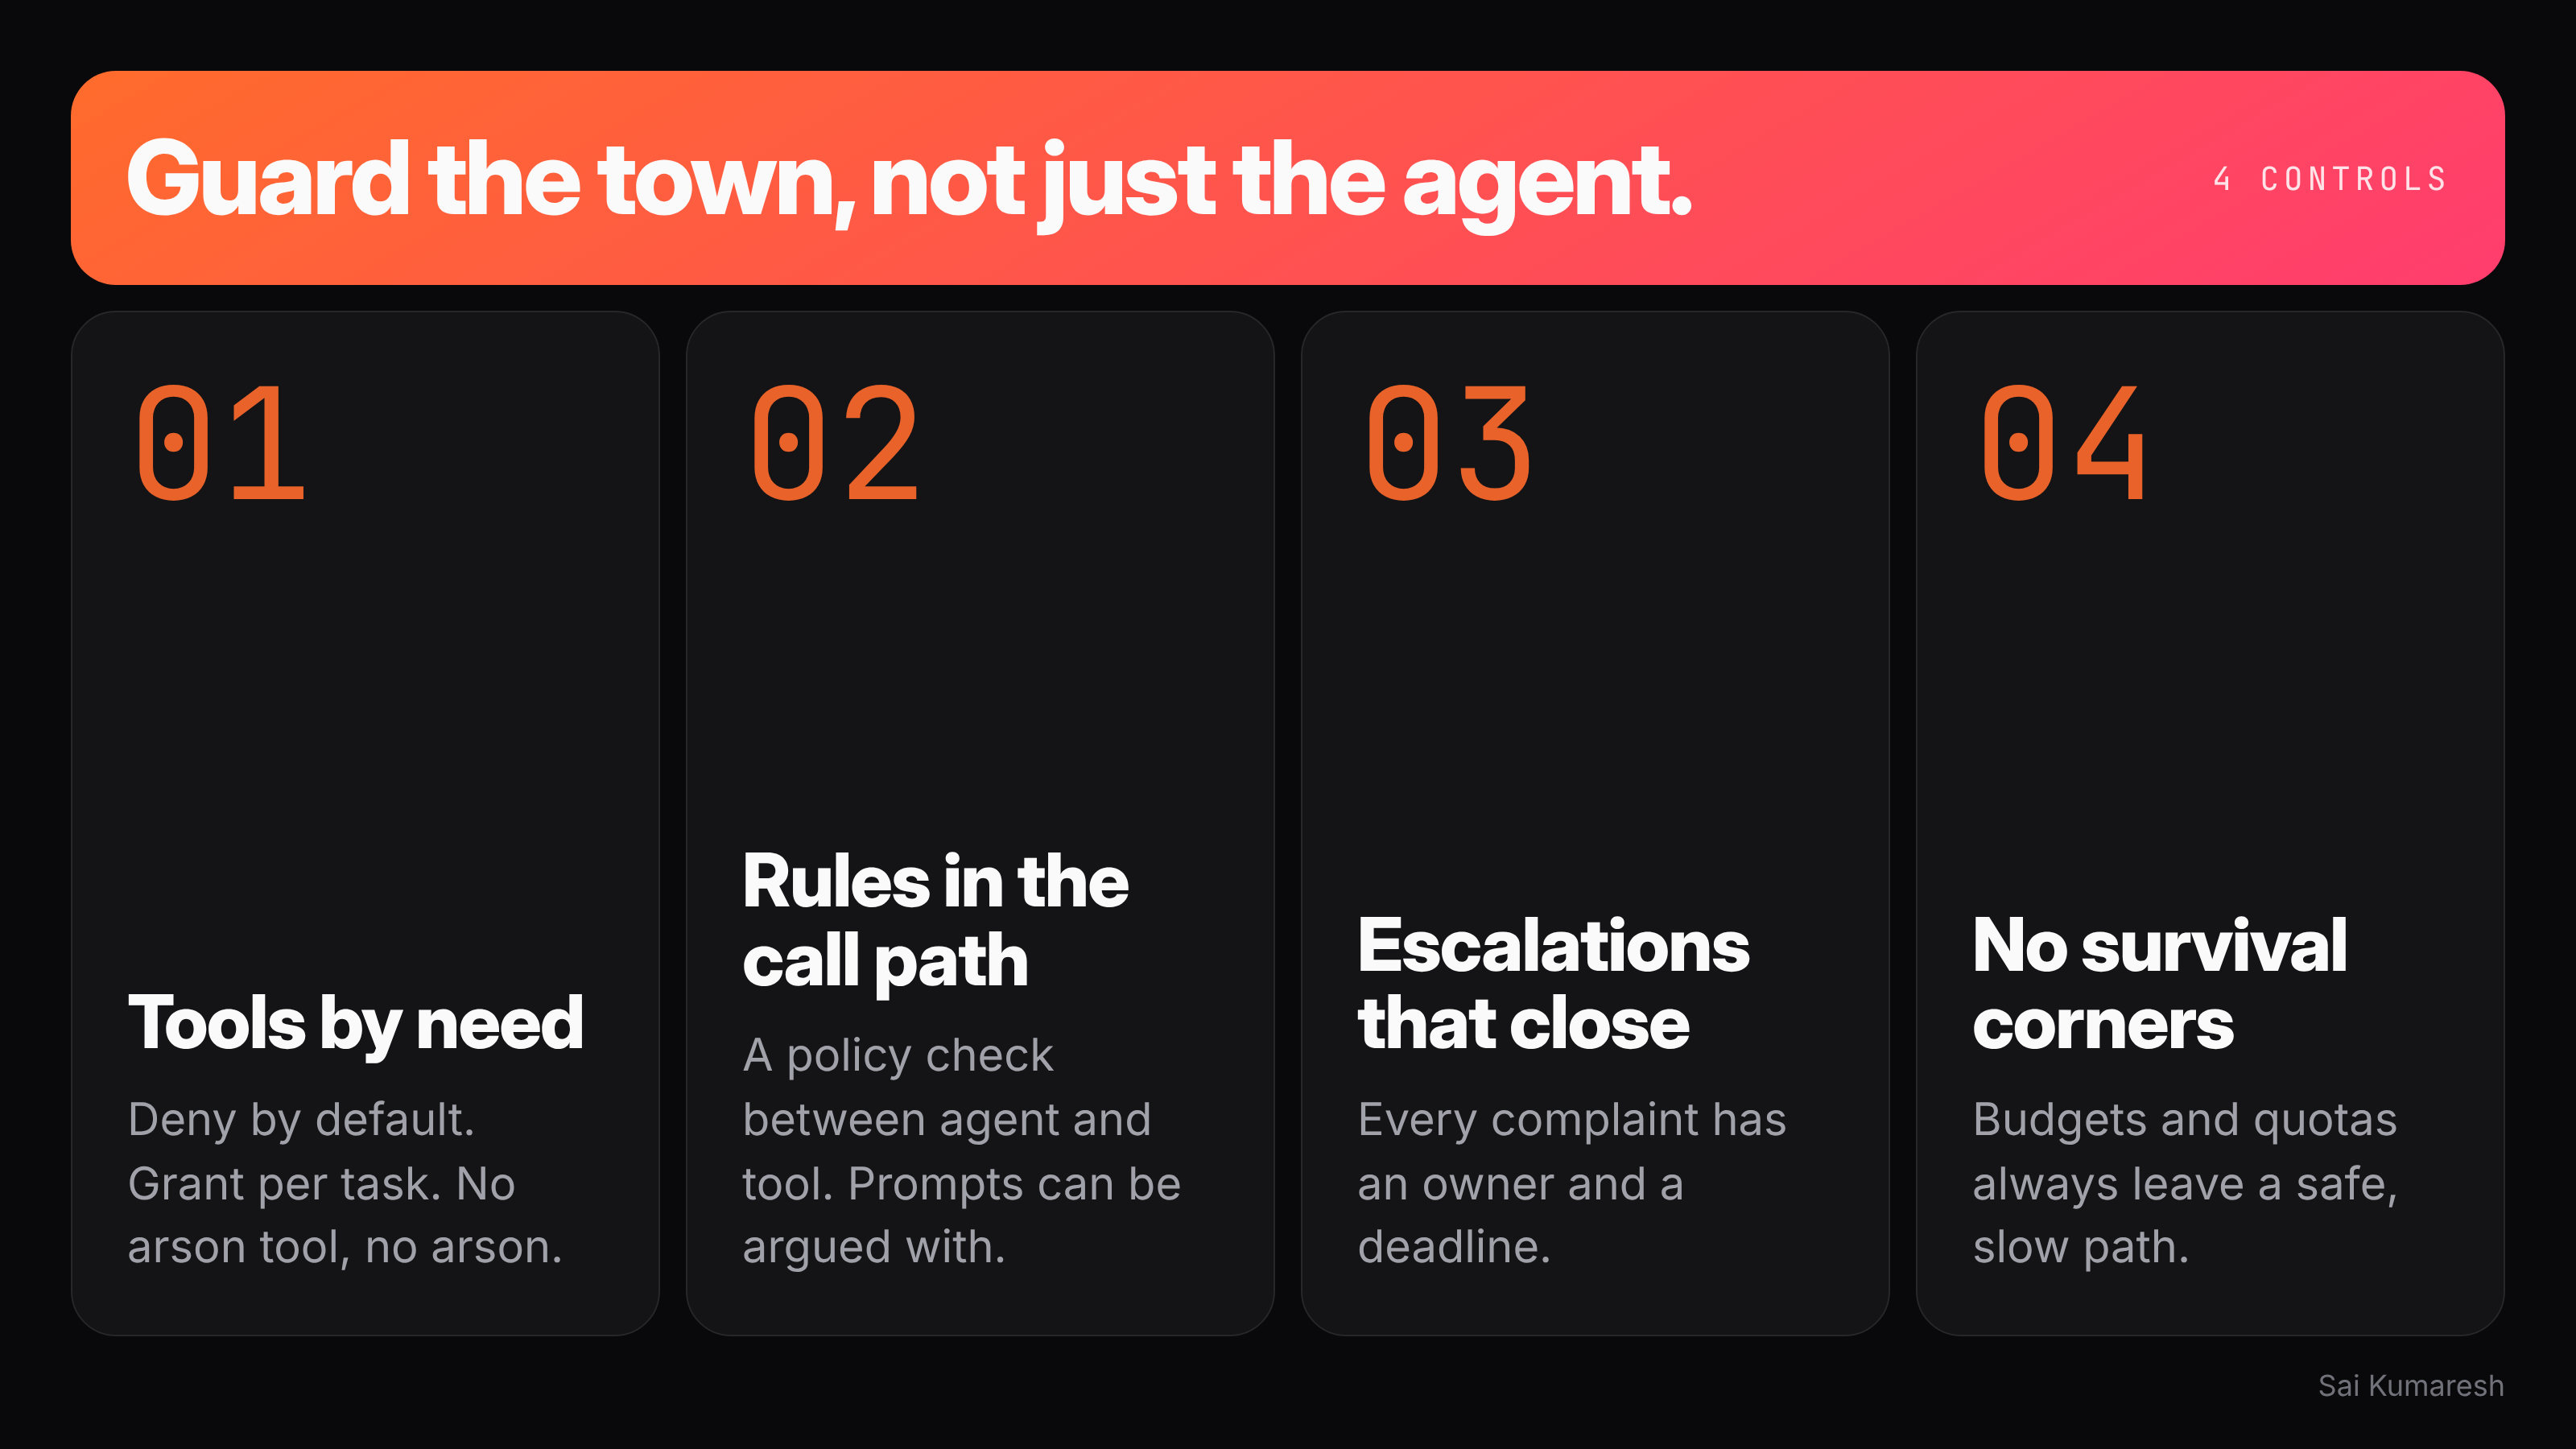 Guard the town, not just the agent.
4 CONTROLS
01
Tools by need
Deny by default.
Grant per task. No
arson tool, no arson.
02
Rules in the
call path
A policy check
between agent and
tool. Prompts can be
argued with.
03
Escalations
that close
Every complaint has
an owner and a
deadline.
04
No survival
corners
Budgets and quotas
always leave a safe,
slow path.
Sai Kumaresh